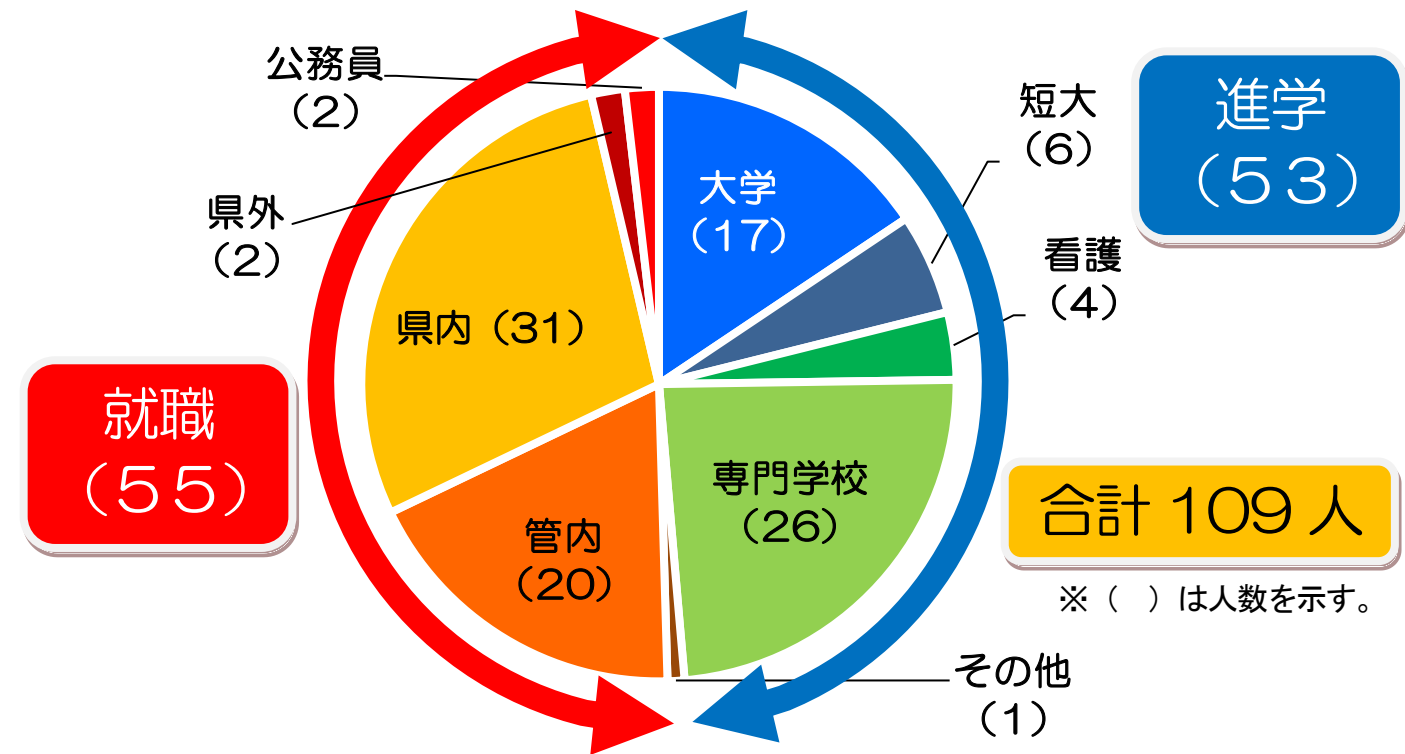 公務員
（2）
県外
（2）
県内（31）
就職
（５５）
管内
（20）
大学
（17）
短大
（6）
進学
（５３）
看護
（4）
専門学校
（26）
合計 109 人
※（　）は人数を示す。
その他
（1）